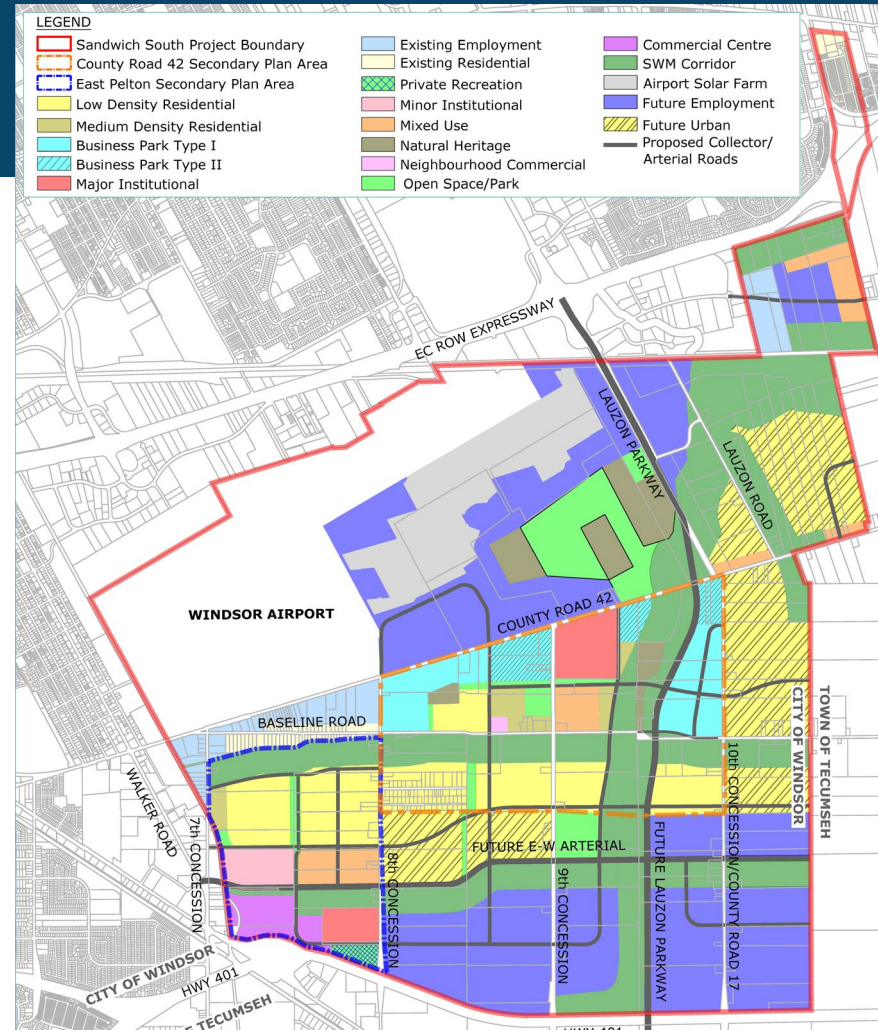 LEGEND
Sandwich South Project Boundary
County Road 42 Secondary Plan Area
East Pelton Secondary Plan Area
Low Density Residential
Medium Density Residential
Business Park Type I
Business Park Type II
Major Institutional
Existing Employment
Existing Residential
Private Recreation
Minor Institutional
Mixed Use
Natural Heritage
Neighbourhood Commercial
Open Space/Park
Commercial Centre
SWM Corridor
Airport Solar Farm
Future Employment
Future Urban
Proposed Collector/
Arterial Roads
EC ROW EXPRESSWAY
LAUZON PARKWAY
LAUZON ROAD
WINDSOR AIRPORT
COUNTY ROAD 42
BASELINE ROAD
WALKER ROAD
7th CONCESSION
8th CONCESSION
FUTURE E-W ARTERIAL
9th CONCESSION
FUTURE LAUZON PARKWAY
10th CONCESSION/COUNTY ROAD 17
CITY OF WINDSOR
TOWN OF TECUMSEH
CITY OF WINDSOR
HWY 401
TECUMSEH
HWY 401